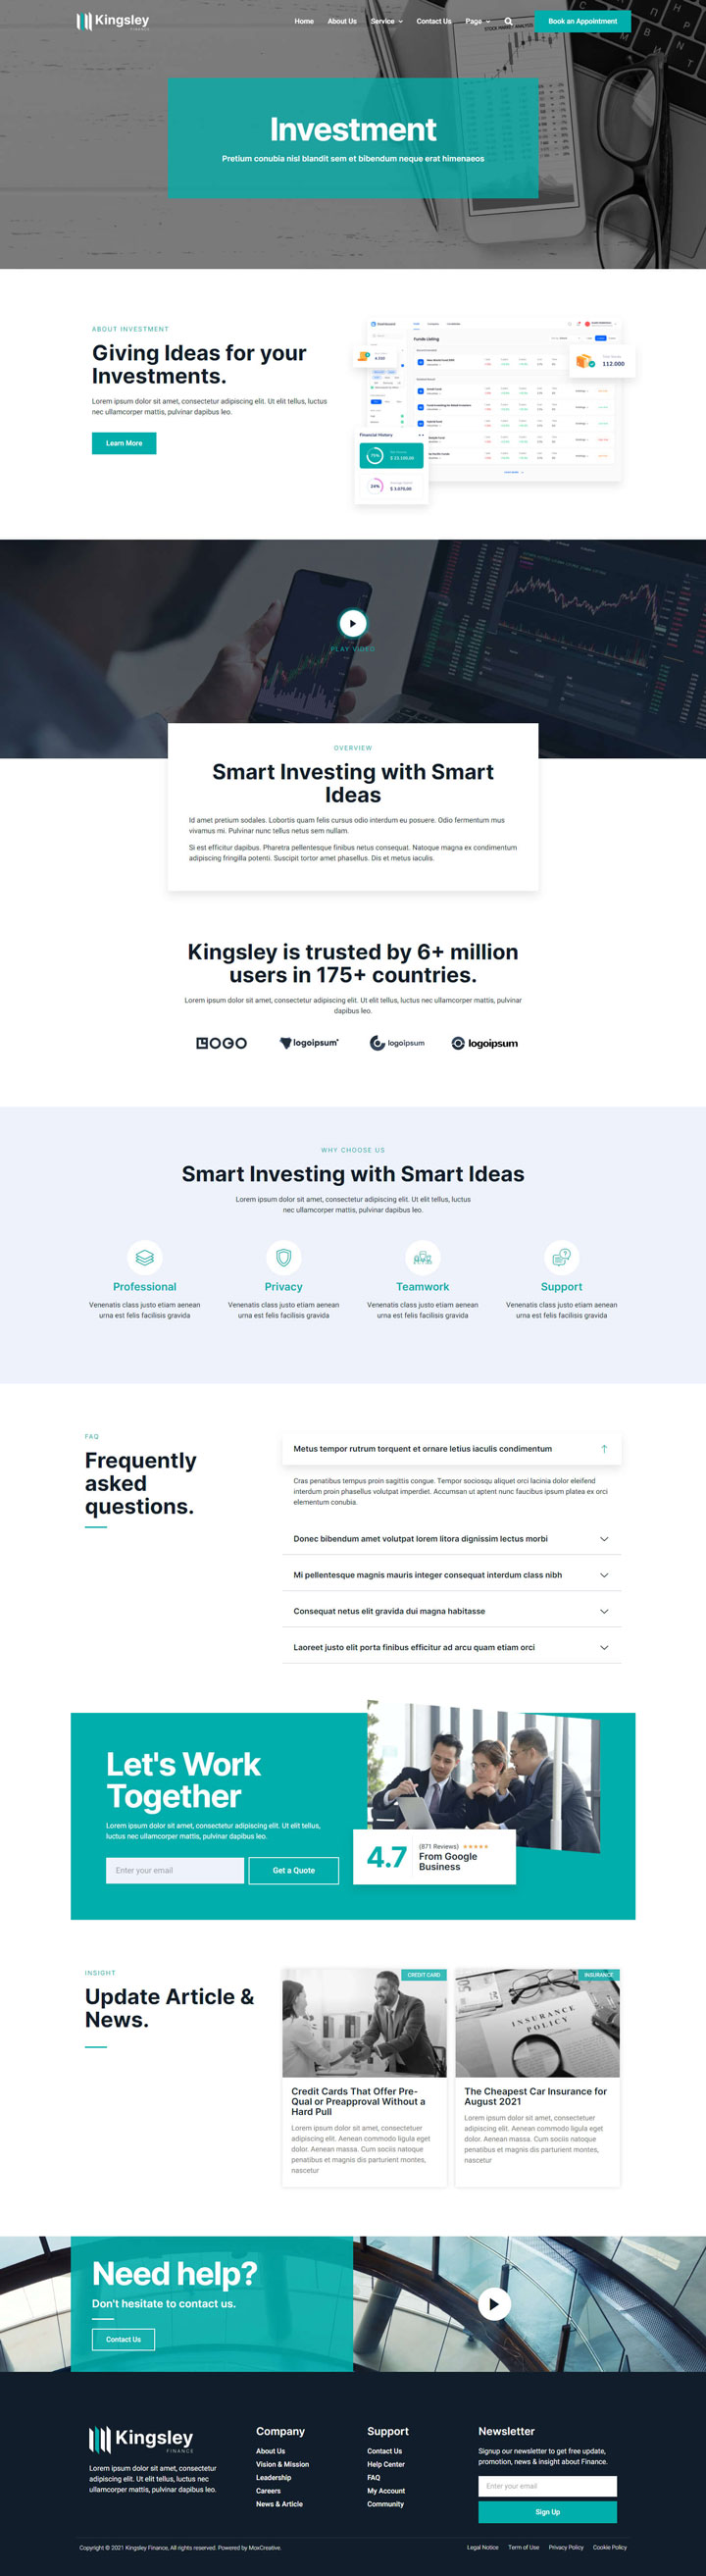 Kingsley
FINANCE
Home About Us Service Contact Us Page
Book an Appointment
Investment
Pretium conubia nisl blandit sem et bibendum neque erat himenaeos
ABOUT INVESTMENT
Giving Ideas for your
Investments.
Lorem ipsum dolor sit amet, consectetur adipiscing elit. Ut elit tellus, luctus
nec ullamcorper mattis, pulvinar dapibus leo.
Learn More
Dashboard
Funds Listing
112.000
Financial History
$ 23.100,00
$ 3.070,00
PLAY VIDEO
OVERVIEW
Smart Investing with Smart
Ideas
Id amet pretium sodales. Lobortis quam felis cursus odio interdum eu posuere. Odio fermentum mus
vivamus mi. Pulvinar nunc tellus netus sem nullam.
Si est efficitur dapibus. Pharetra pellentesque finibus netus consequat. Natoque magna ex condimentum
adipiscing fringilla potenti. Suscipit tortor amet phasellus. Dis et metus iaculis.
Kingsley is trusted by 6+ million
users in 175+ countries.
Lorem ipsum dolor sit amet, consectetur adipiscing elit. Ut elit tellus, luctus nec ullamcorper mattis, pulvinar
dapibus leo.
LOGO logoipsum logoipsum logoipsum
WHY CHOOSE US
Smart Investing with Smart Ideas
Lorem ipsum dolor sit amet, consectetur adipiscing elit. Ut elit tellus, luctus
nec ullamcorper mattis, pulvinar dapibus leo.
Professional
Venenatis class justo etiam aenean
urna est felis facilisis gravida
Privacy
Venenatis class justo etiam aenean
urna est felis facilisis gravida
Teamwork
Venenatis class justo etiam aenean
urna est felis facilisis gravida
Support
Venenatis class justo etiam aenean
urna est felis facilisis gravida
FAQ
Frequently
asked
questions.
Metus tempor rutrum torquent et ornare letius iaculis condimentum
Cras penatibus tempus proin sagittis congue. Tempor sociosqu aliquet orci lacinia dolor eleifend
interdum proin phasellus volutpat imperdiet. Accumsan ut aptent nunc faucibus ipsum platea ex orci
elementum conubia.
Donec bibendum amet volutpat lorem litora dignissim lectus morbi
Mi pellentesque magnis mauris integer consequat interdum class nibh
Consequat netus elit gravida dui magna habitasse
Laoreet justo elit porta finibus efficitur ad arcu quam etiam orci
Let's Work
Together
Lorem ipsum dolor sit amet, consectetur adipiscing elit. Ut elit tellus,
luctus nec ullamcorper mattis, pulvinar dapibus leo.
Enter your email
Get a Quote
4.7
(871 Reviews) ★★★★★
From Google
Business
INSIGHT
Update Article &
News.
CREDIT CARD
Credit Cards That Offer Pre-
Qual or Preapproval Without a
Hard Pull
Lorem ipsum dolor sit amet, consectetuer
adipiscing elit. Aenean commodo ligula eget
dolor. Aenean massa. Cum sociis natoque
penatibus et magnis dis parturient montes,
nascetur
INSURANCE
INSURANCE
POLICY
The Cheapest Car Insurance for
August 2021
Lorem ipsum dolor sit amet, consectetuer
adipiscing elit. Aenean commodo ligula eget
dolor. Aenean massa. Cum sociis natoque
penatibus et magnis dis parturient montes,
nascetur
Need help?
Don't hesitate to contact us.
Contact Us
Kingsley
FINANCE
Lorem ipsum dolor sit amet, consectetur
adipiscing elit. Ut elit tellus, luctus nec
ullamcorper mattis, pulvinar dapibus leo.
Company
About Us
Vision & Mission
Leadership
Careers
News & Article
Support
Contact Us
Help Center
FAQ
My Account
Community
Newsletter
Signup our newsletter to get free update,
promotion, news & insight about Finance.
Enter your email
Sign Up
Copyright © 2021 Kingsley Finance, All rights reserved. Powered by MoxCreative.
Legal Notice Term of Use Privacy Policy Cookie Policy